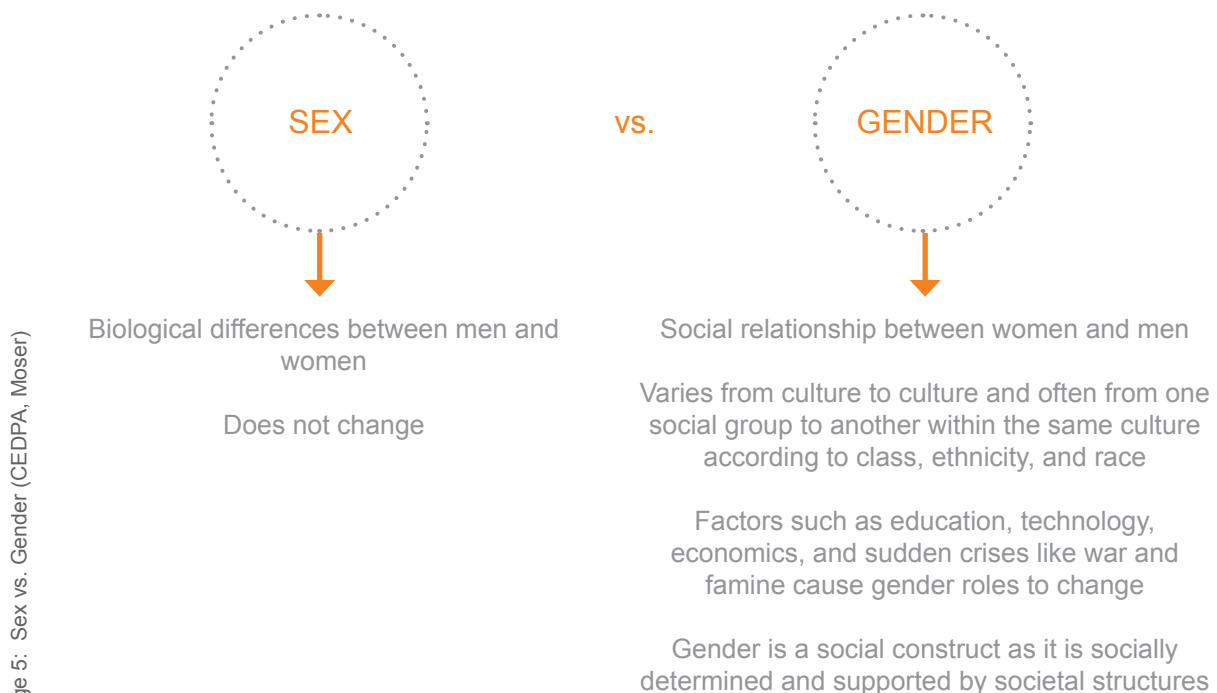 SEX
vs.
GENDER
Biological differences between men and
women
Does not change
Social relationship between women and men
Varies from culture to culture and often from one
social group to another within the same culture
according to class, ethnicity, and race
Factors such as education, technology,
economics, and sudden crises like war and
famine cause gender roles to change
Gender is a social construct as it is socially
determined and supported by societal structures
5: Sex vs. Gender (CEDPA, Moser)